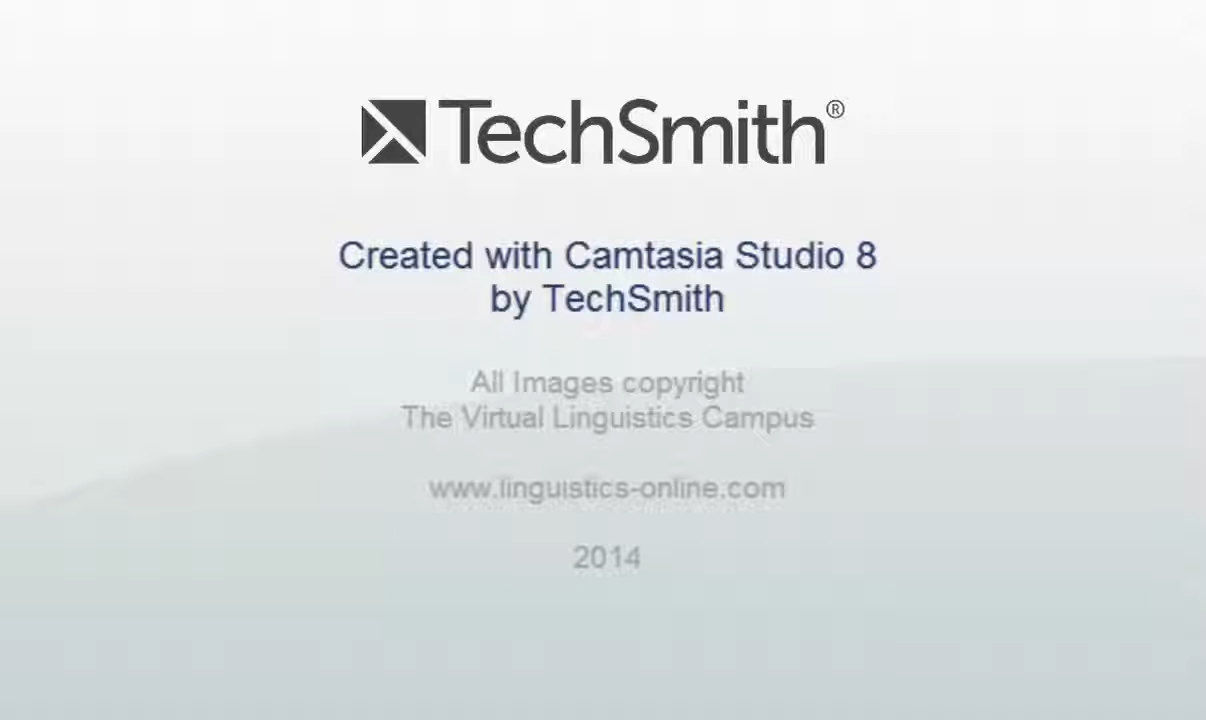 TechSmith®
Created with Camtasia Studio 8
by TechSmith
All Images copyright
The Virtual Linguistics Campus
www.linguistics-online.com
2014